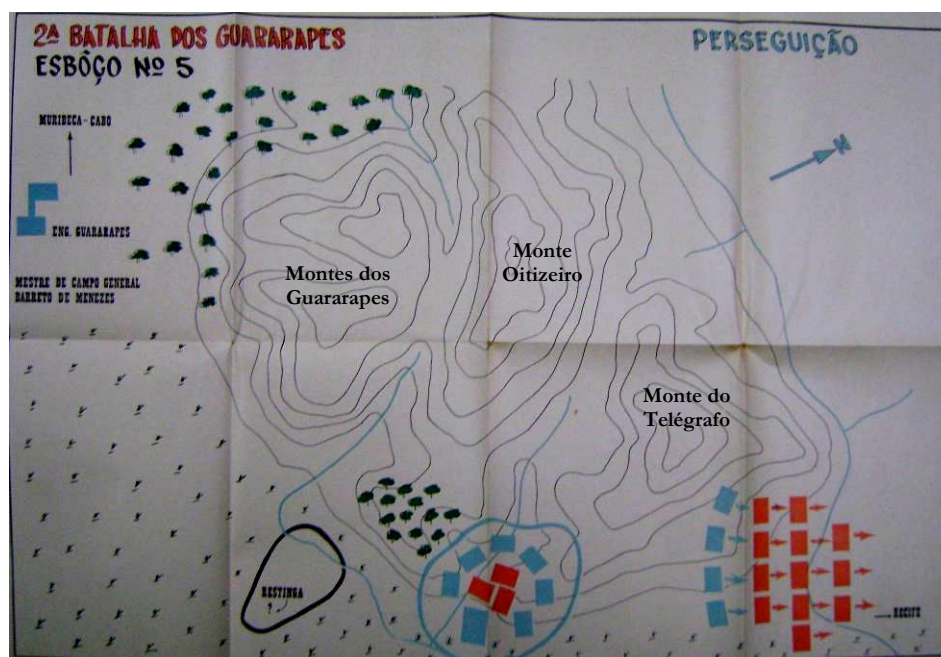 2ª BATALHA DOS GUARARAPES
ESBÔÇO Nº 5
PERSEGUIÇÃO
MURIBECA - CABO
N
ENG. GUARARAPES
MESTRE DE CAMPO GENERAL
BARRETO DE MENEZES
Montes dos
Guararapes
Monte
Oitizeiro
Monte do
Telégrafo
RESTINGA
?
RECIFE